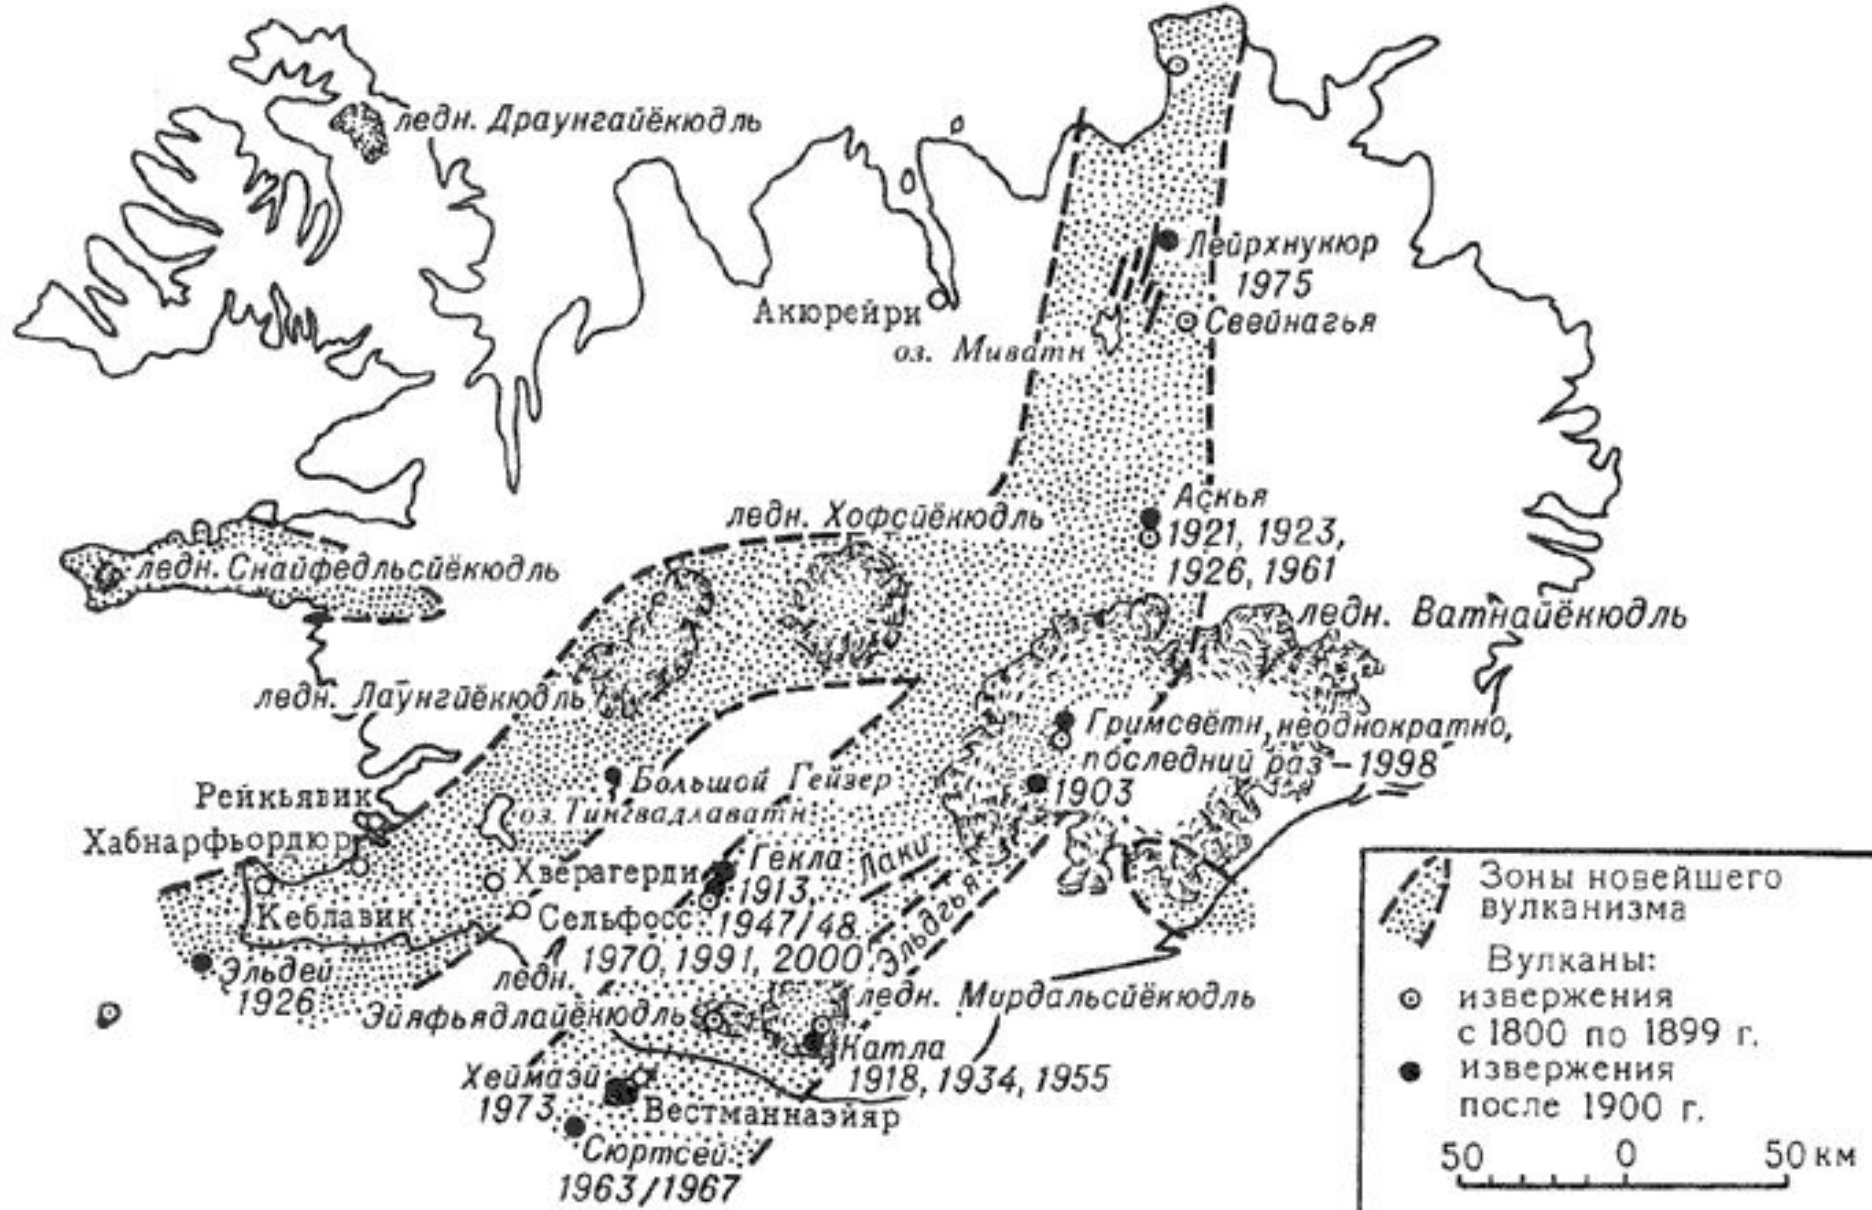 ледн. Драунгайёкюдль
Лейрхнукюр
1975
Акюрейри
Свейнагья
оз. Миватн
Аскья
ледн. Хофсйёкюдль
1921, 1923,
1926, 1961
ледн. Снайфедльсйёкюдль
ледн. Ватнайёкюдль
ледн. Лаунгйёкюдль
Гримсвётн, неоднократно,
последний раз – 1998
1903
Большой Гейзер
Рейкьявик
оз. Тингвадлаватн
Хабнарфьордюр
Гекла
1913,
1947/48
1970, 1991, 2000
Лаки
Эльдгья
Хверагерди
Сельфосс
Кеблавик
Эльдеи
1926
ледн.
Эйяфьядлайёкюдль
ледн. Мирдальсйёкюдль
Катла
1918, 1934, 1955
Хеймаэй
1973
Вестманнаэйяр
Сюртсей
1963/1967
Зоны новейшего
вулканизма
Вулканы:
извержения
с 1800 по 1899 г.
извержения
после 1900 г.
50 0 50 км